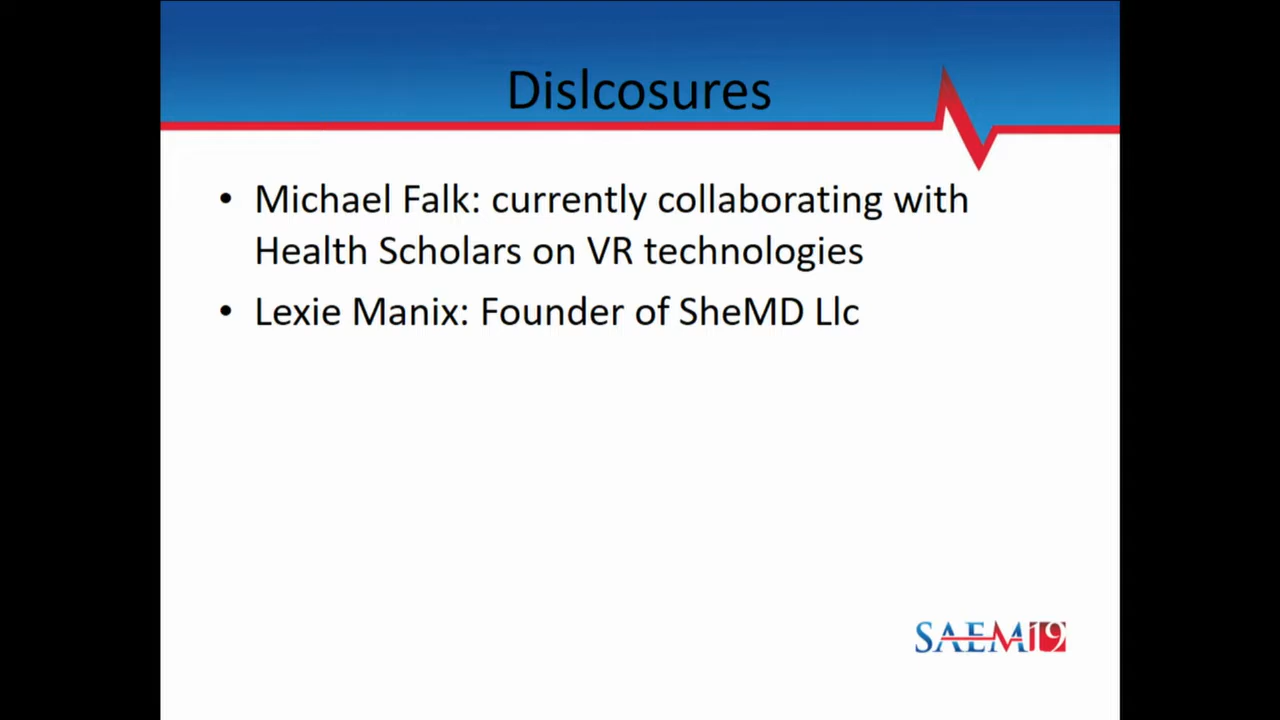 Dislcosures
• Michael Falk: currently collaborating with
Health Scholars on VR technologies
• Lexie Manix: Founder of SheMD Llc
SAEM19